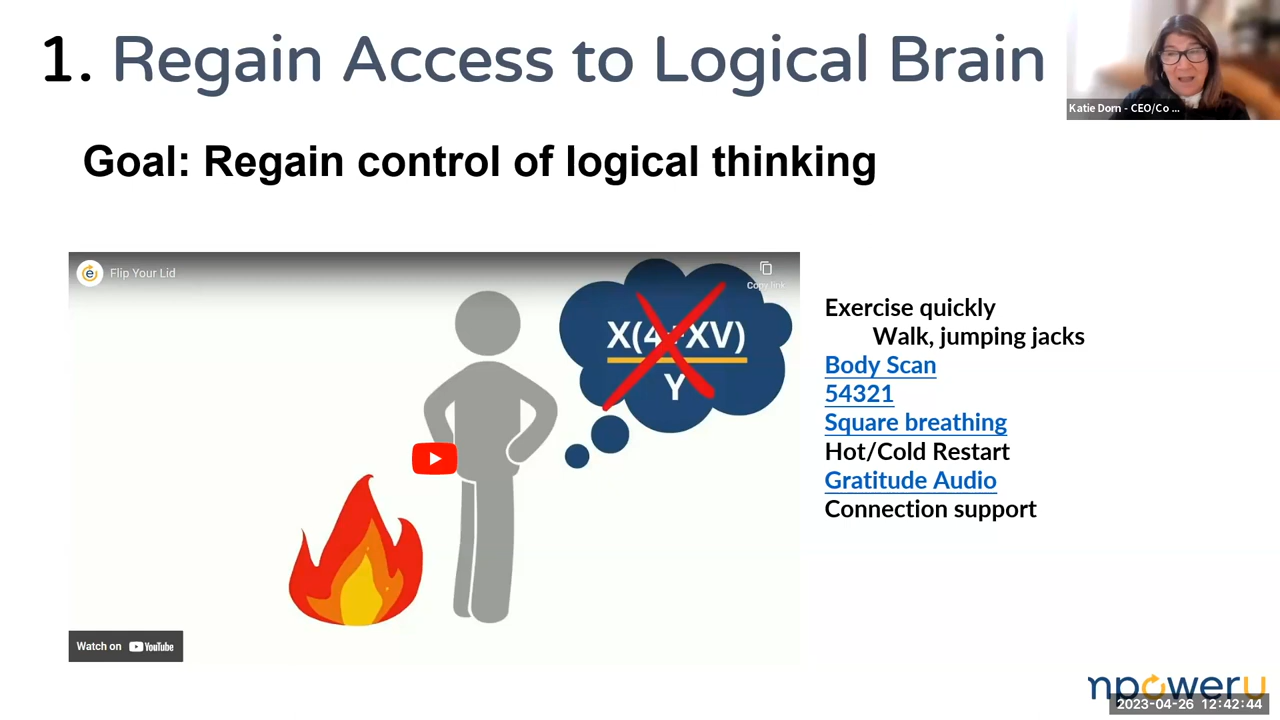 1. Regain Access to Logical Brain
Katie Dorn - CEO/Co ...
Goal: Regain control of logical thinking
Flip Your Lid
Copy link
X(4+XV)
Y
Exercise quickly
Walk, jumping jacks
Body Scan
54321
Square breathing
Hot/Cold Restart
Gratitude Audio
Connection support
Watch on YouTube
mpoweru
2023-04-26 12:42:44